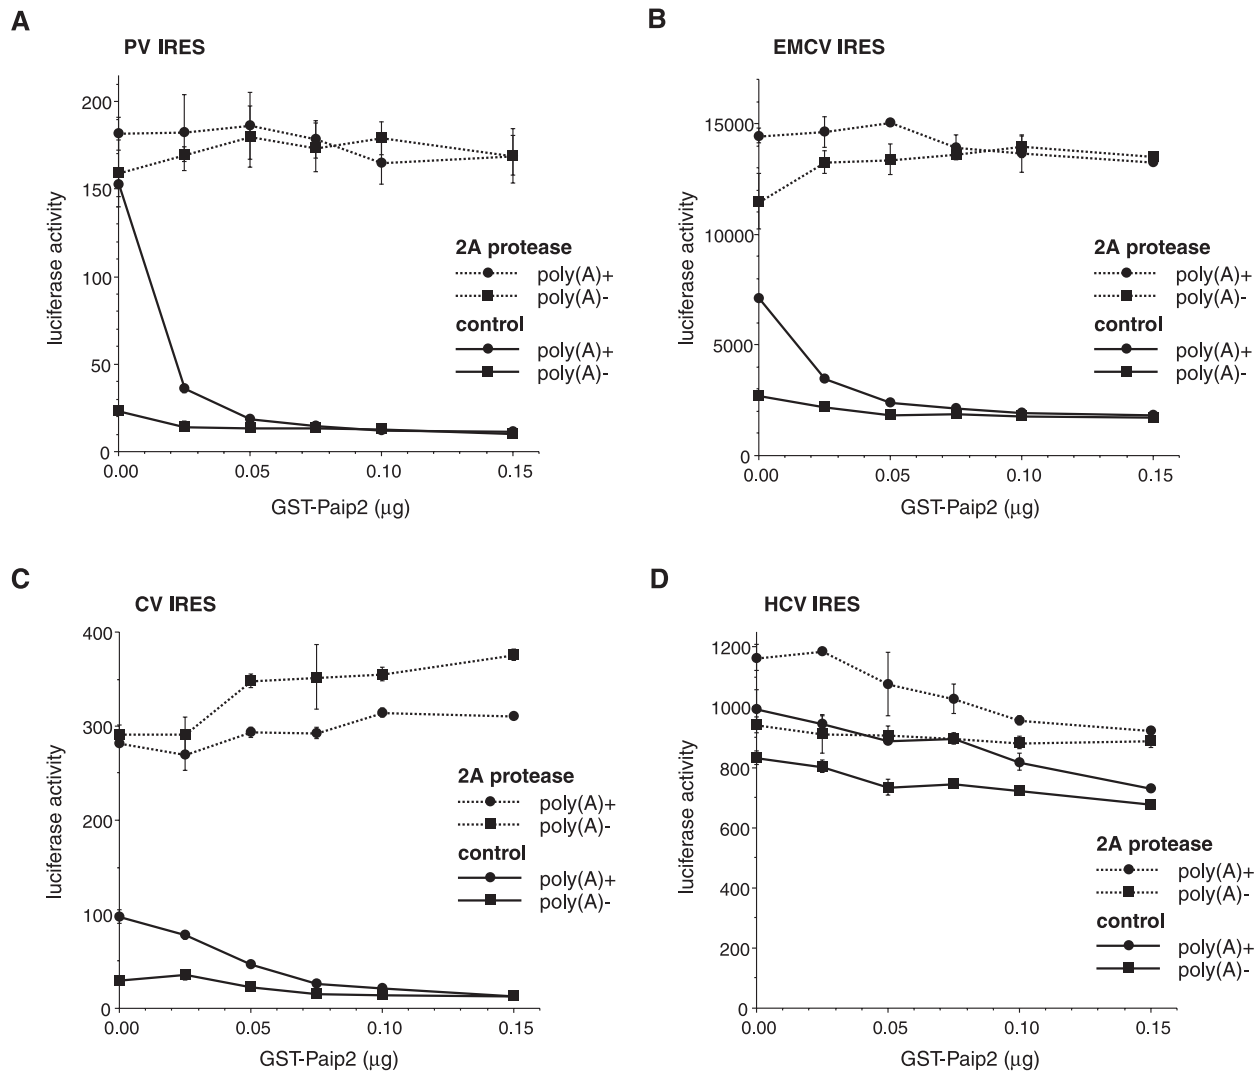 A
PV IRES
200
150
100
50
0
luciferase activity
0.00 0.05 0.10 0.15
GST-Paip2 (μg)
2A protease
poly(A)+
poly(A)-
control
poly(A)+
poly(A)-
B
EMCV IRES
15000
10000
5000
0
luciferase activity
0.00 0.05 0.10 0.15
GST-Paip2 (μg)
2A protease
poly(A)+
poly(A)-
control
poly(A)+
poly(A)-
C
CV IRES
400
300
200
100
0
luciferase activity
0.00 0.05 0.10 0.15
GST-Paip2 (μg)
2A protease
poly(A)+
poly(A)-
control
poly(A)+
poly(A)-
D
HCV IRES
1200
1000
800
600
400
200
0
luciferase activity
0.00 0.05 0.10 0.15
GST-Paip2 (μg)
2A protease
poly(A)+
poly(A)-
control
poly(A)+
poly(A)-